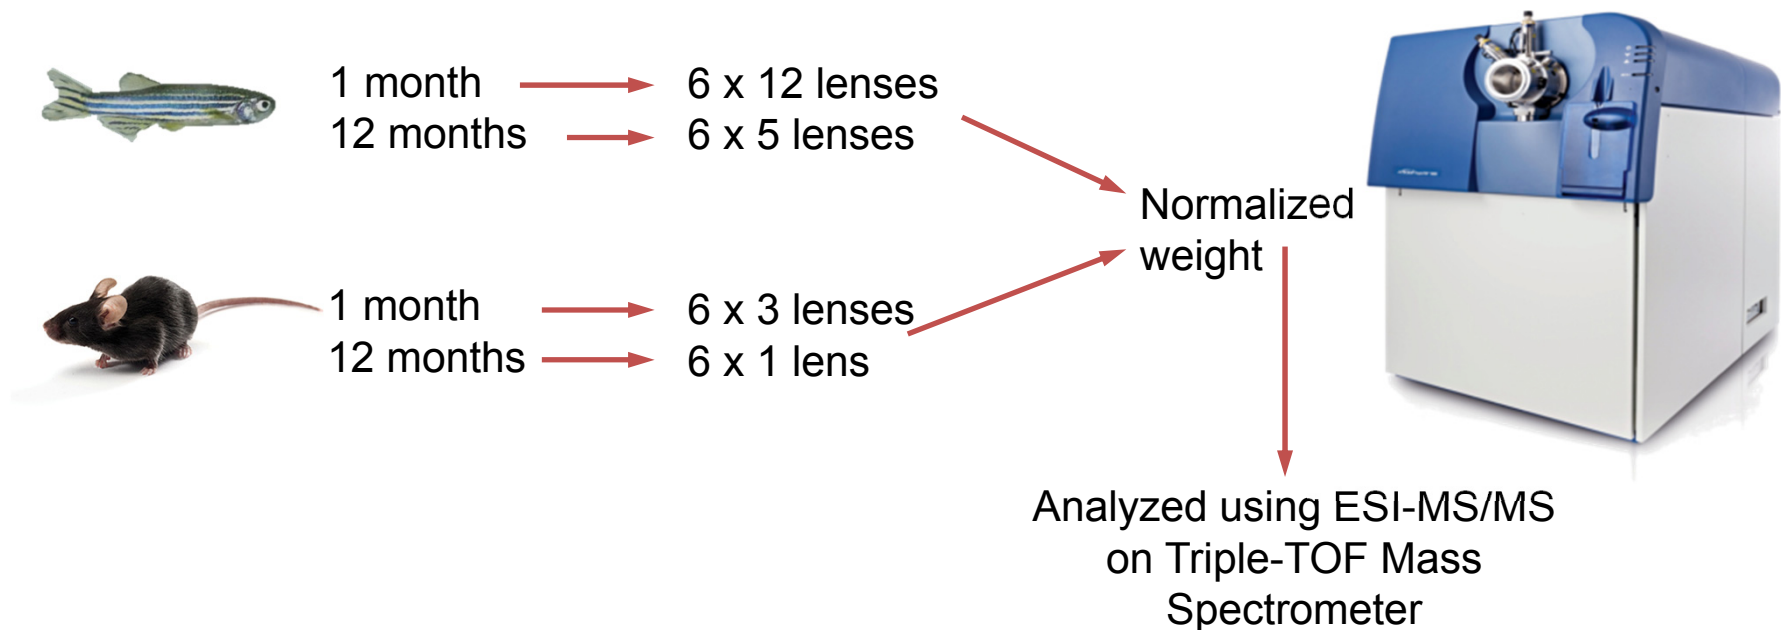 1 month
6 x 12 lenses
12 months
6 x 5 lenses
Normalized
weight
1 month
6 x 3 lenses
12 months
6 x 1 lens
Analyzed using ESI-MS/MS
on Triple-TOF Mass
Spectrometer